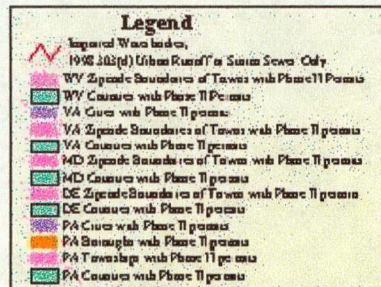 Legend
Impaired Waterbodies,
1998 303(d) Urban Runoff or Storm Sewer Only
WV Zipcode Boundaries of Towns with Phase II Permits
WV Counties with Phase II Permits
VA Cities with Phase II permits
VA Zipcode Boundaries of Towns with Phase II permits
VA Counties with Phase II permits
MD Zipcode Boundaries of Towns with Phase II permits
MD Counties with Phase II permits
DE Zipcode Boundaries of Towns with Phase II permits
DE Counties with Phase II permits
PA Cities with Phase II permits
PA Boroughs with Phase II permits
PA Townships with Phase II permits
PA Counties with Phase II permits